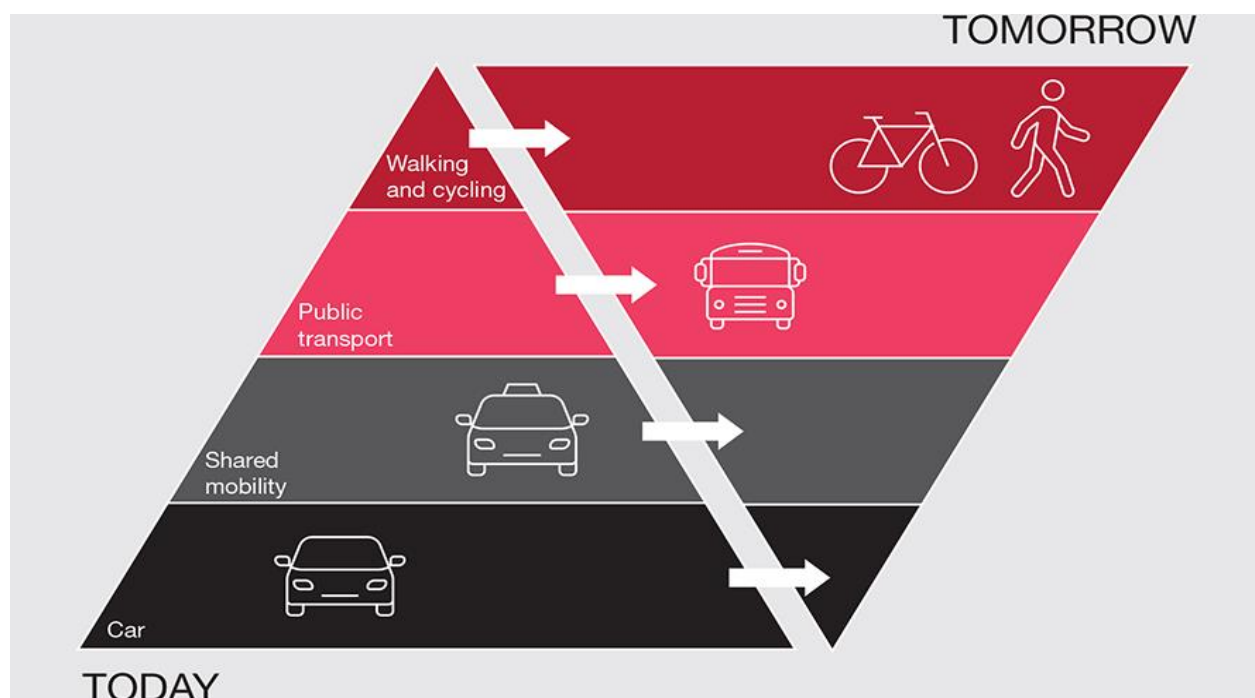 TOMORROW
Walking
and cycling
Public
transport
Shared
mobility
Car
TODAY